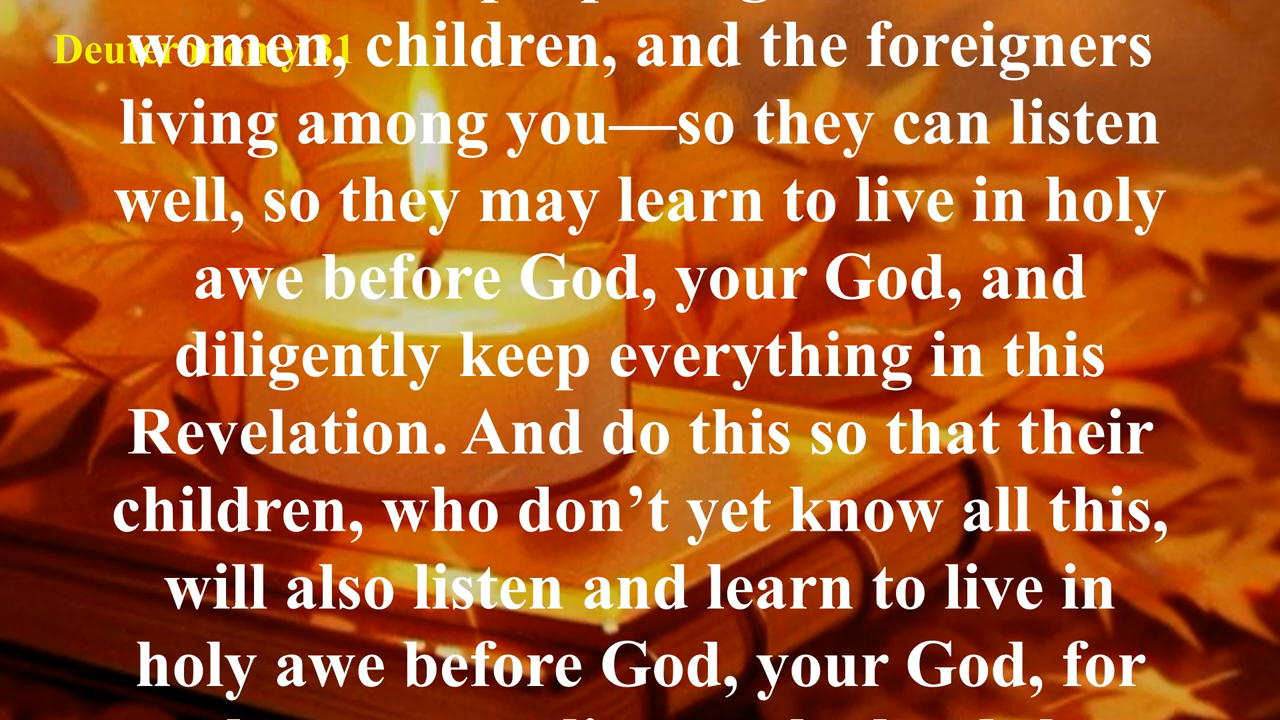 Deuteronomy 31
women, children, and the foreigners
living among you—so they can listen
well, so they may learn to live in holy
awe before God, your God, and
diligently keep everything in this
Revelation. And do this so that their
children, who don’t yet know all this,
will also listen and learn to live in
holy awe before God, your God, for